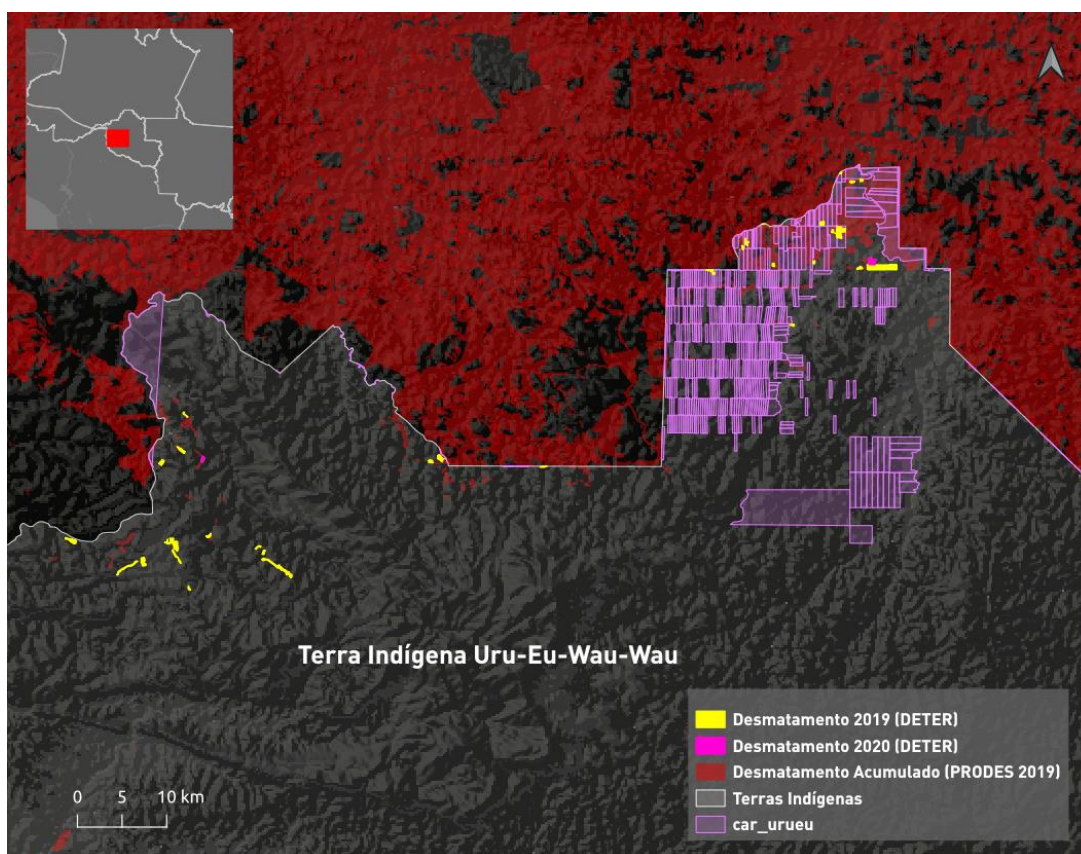 Terra Indígena Uru-Eu-Wau-Wau
Desmatamento 2019 (DETER)
Desmatamento 2020 (DETER)
Desmatamento Acumulado (PRODES 2019)
Terras Indígenas
car_urueu
0 5 10 km